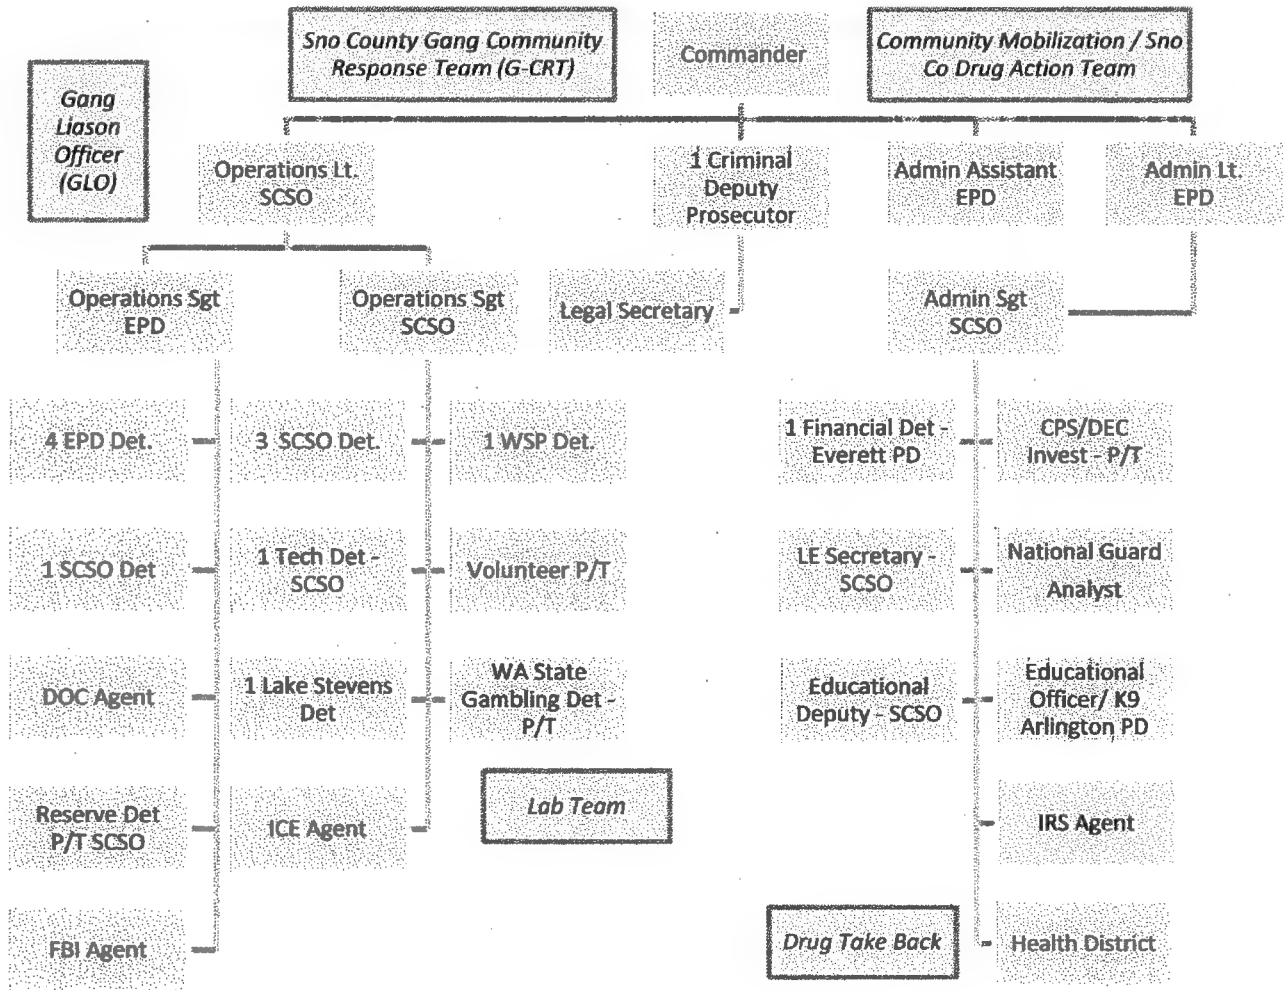 Sno County Gang Community
Response Team (G-CRT)
Commander
Community Mobilization / Sno
Co Drug Action Team
Gang
Liason
Officer
(GLO)
Operations Lt.
SCSO
1 Criminal
Deputy
Prosecutor
Admin Assistant
EPD
Admin Lt.
EPD
Operations Sgt
EPD
Operations Sgt
SCSO
Legal Secretary
Admin Sgt
SCSO
4 EPD Det.
3 SCSO Det.
1 WSP Det.
1 Financial Det -
Everett PD
CPS/DEC
Invest - P/T
1 SCSO Det
1 Tech Det -
SCSO
Volunteer P/T
LE Secretary -
SCSO
National Guard
Analyst
DOC Agent
1 Lake Stevens
Det
WA State
Gambling Det -
P/T
Educational
Deputy - SCSO
Educational
Officer/ K9
Arlington PD
Reserve Det
P/T SCSO
ICE Agent
Lab Team
IRS Agent
FBI Agent
Drug Take Back
Health District